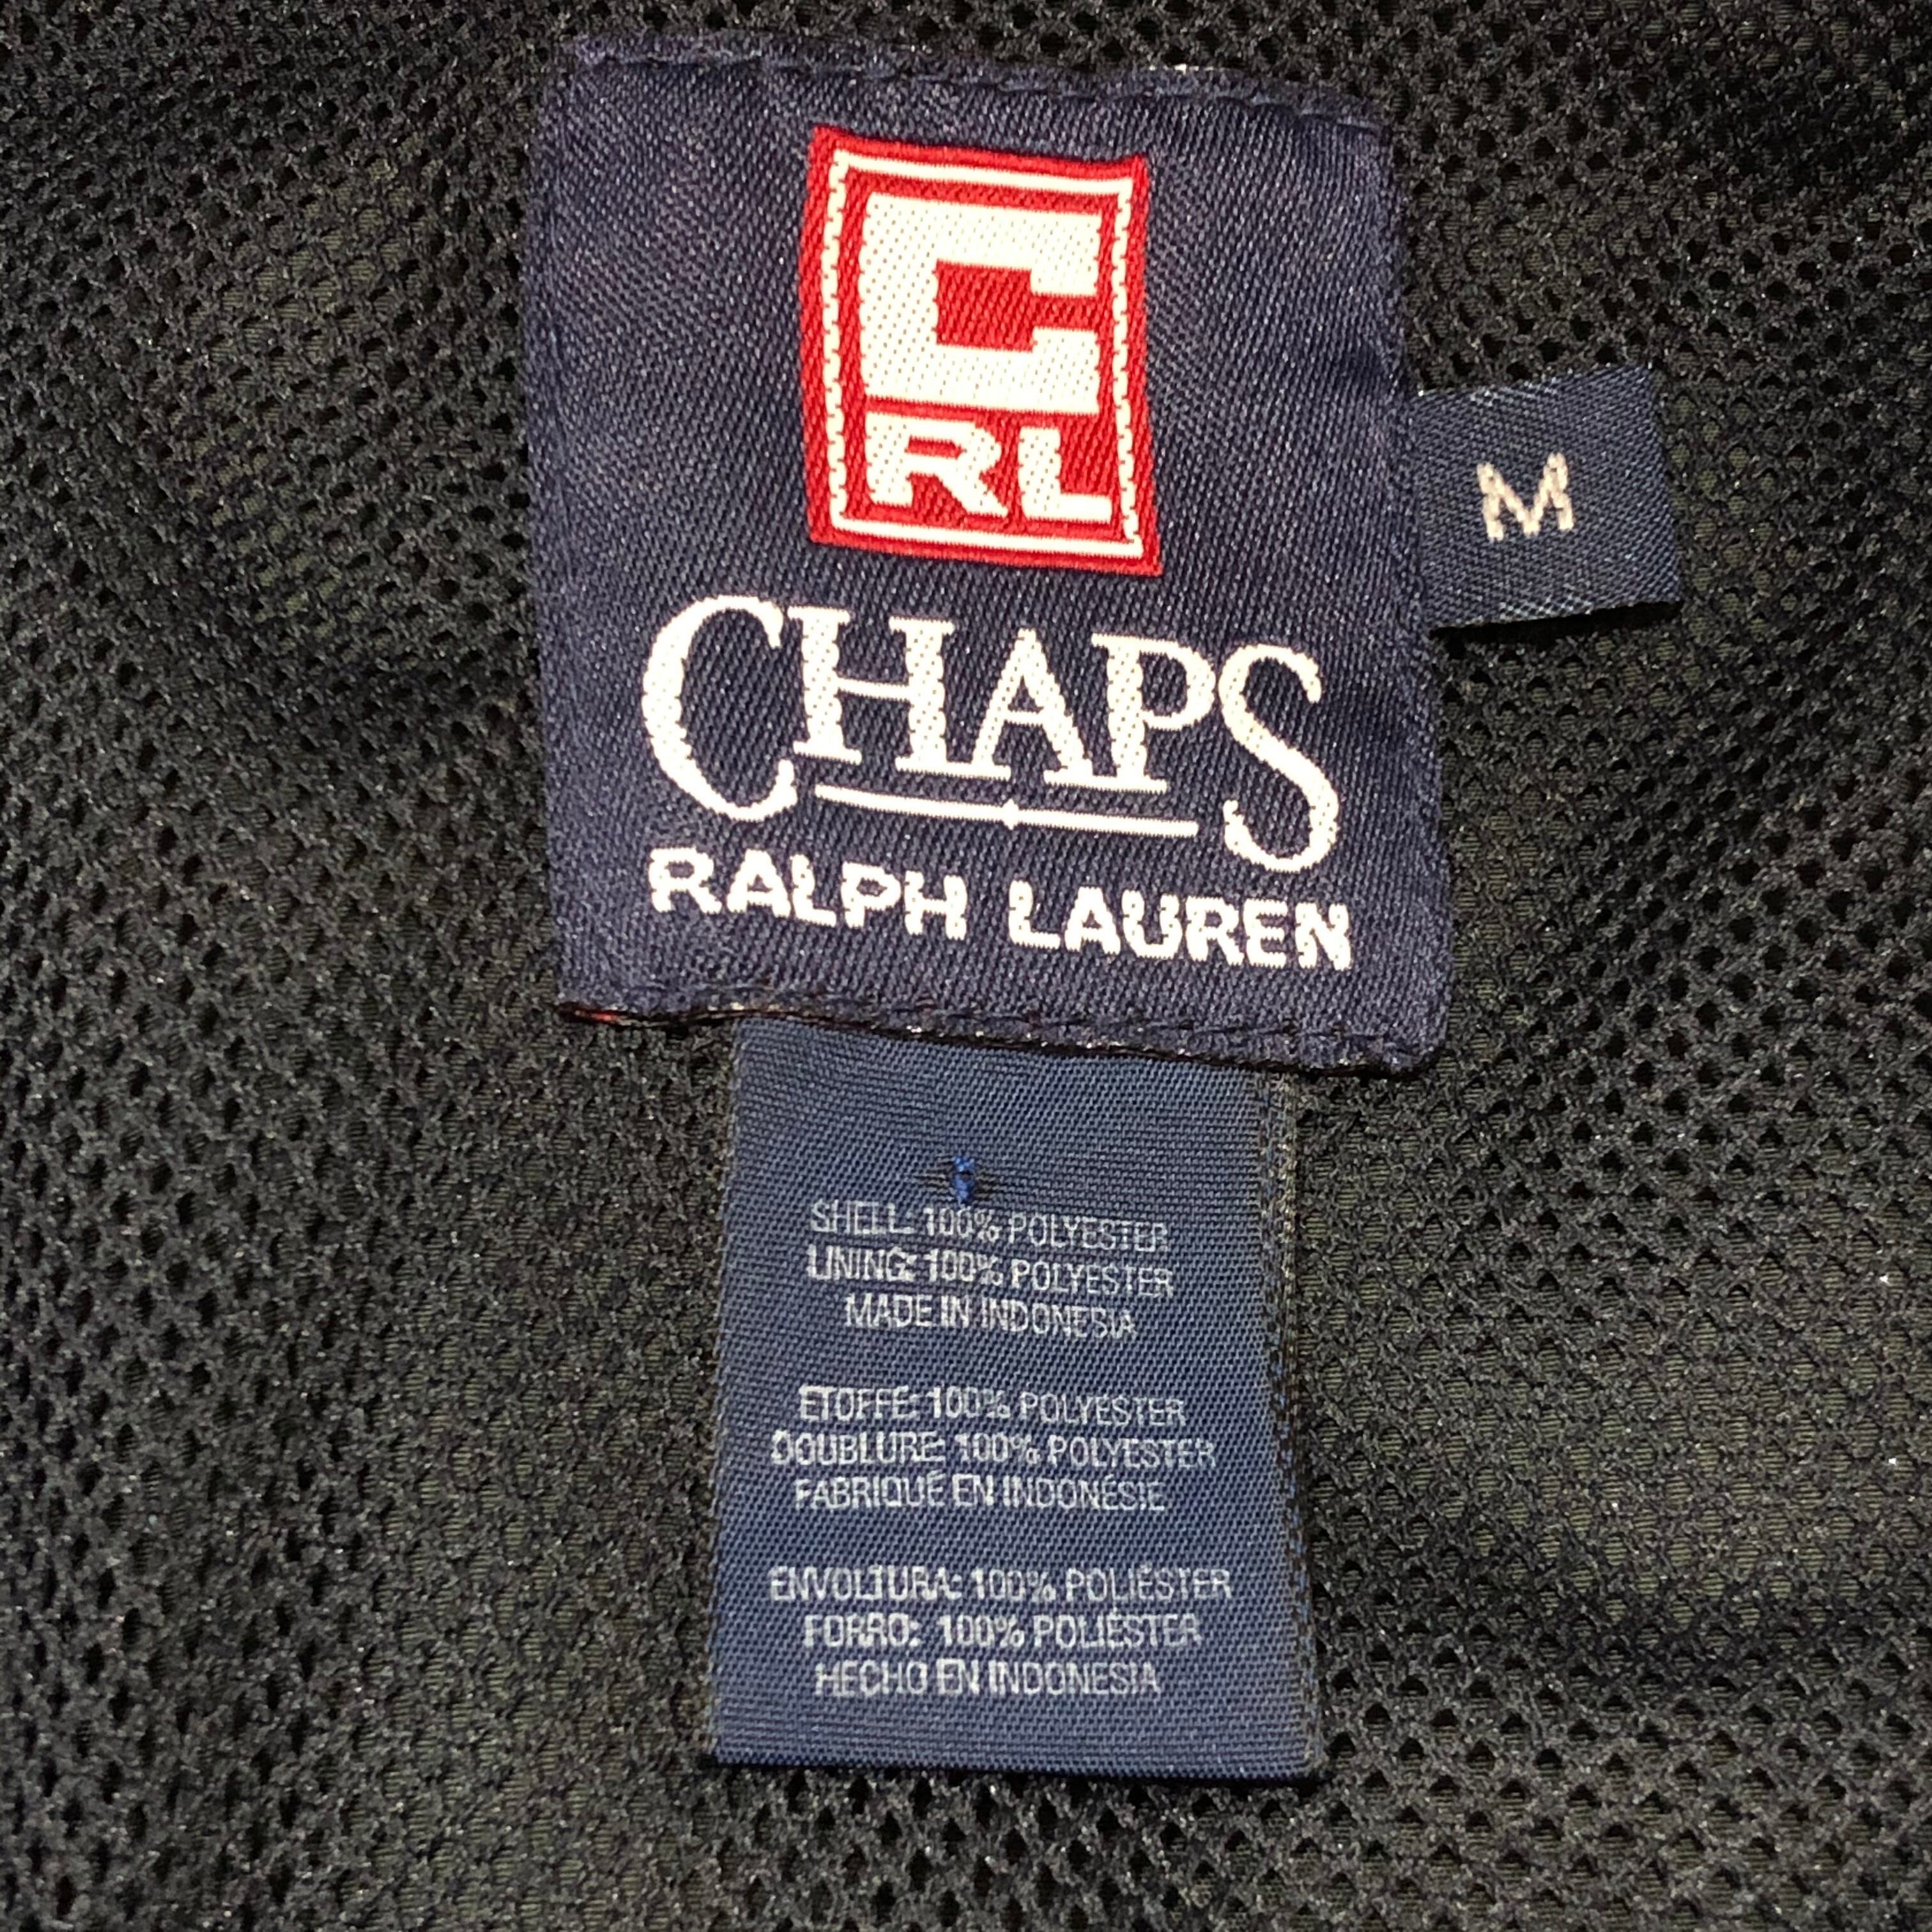 C
RL
CHAPS
RALPH LAUREN
M
SHELL: 100% POLYESTER
LINING: 100% POLYESTER
MADE IN INDONESIA
ÉTOFFE: 100% POLYESTER
DOUBLURE: 100% POLYESTER
FABRIQUÉ EN INDONÉSIE
ENVOLTURA: 100% POLIÉSTER
FORRO: 100% POLIÉSTER
HECHO EN INDONESIA